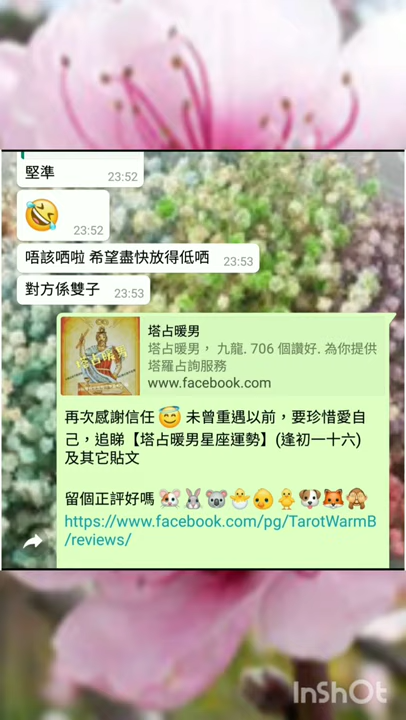 堅準
23:52
🤣
23:52
唔該晒啦 希望盡快放得低哂
23:53
對方係雙子
23:53
塔占暖男
塔占暖男
塔占暖男， 九龍. 706 個讚好. 為你提供
塔羅占詢服務
www.facebook.com
再次感謝信任 😇 未曾重遇以前，要珍惜愛自
己，追睇【塔占暖男星座運勢】(逢初一十六)
及其它貼文
留個正評好嗎 🐹🐰🐨🐣🐥🐤🐶🦊🙈
https://www.facebook.com/pg/TarotWarmB
/reviews/
InShOt